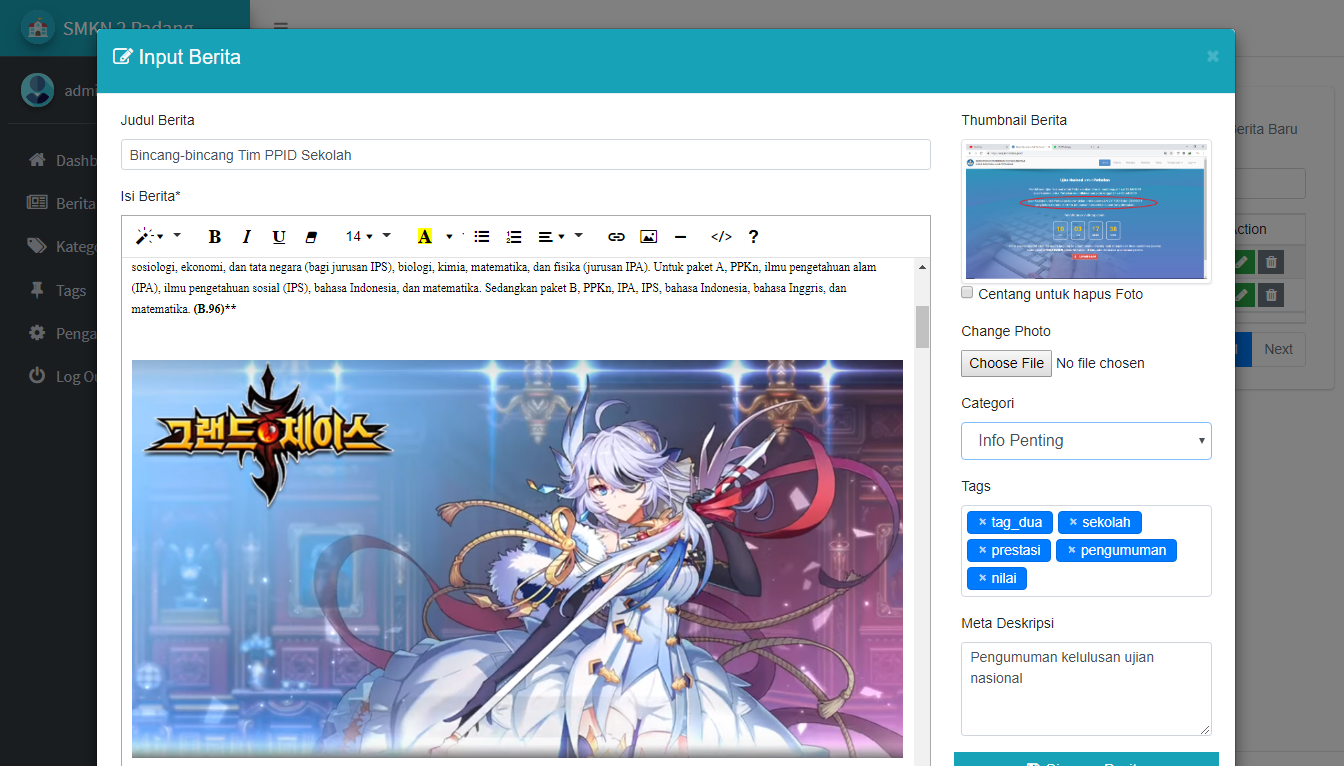 SMKN 2 Padang
Input Berita
×
admi
Dashb
Berita
Katego
Tags
Penga
Log Ou
Judul Berita
Bincang-bincang Tim PPID Sekolah
Isi Berita*
B I U 14 A </> ?
sosiologi, ekonomi, dan tata negara (bagi jurusan IPS), biologi, kimia, matematika, dan fisika (jurusan IPA). Untuk paket A, PPKn, ilmu pengetahuan alam
(IPA), ilmu pengetahuan sosial (IPS), bahasa Indonesia, dan matematika. Sedangkan paket B, PPKn, IPA, IPS, bahasa Indonesia, bahasa Inggris, dan
matematika. (B.96)**
그랜드체이스
Thumbnail Berita
Centang untuk hapus Foto
Change Photo
Choose File No file chosen
Categori
Info Penting
Tags
× tag_dua × sekolah
× prestasi × pengumuman
× nilai
Meta Deskripsi
Pengumuman kelulusan ujian
nasional
erita Baru
ction
Next